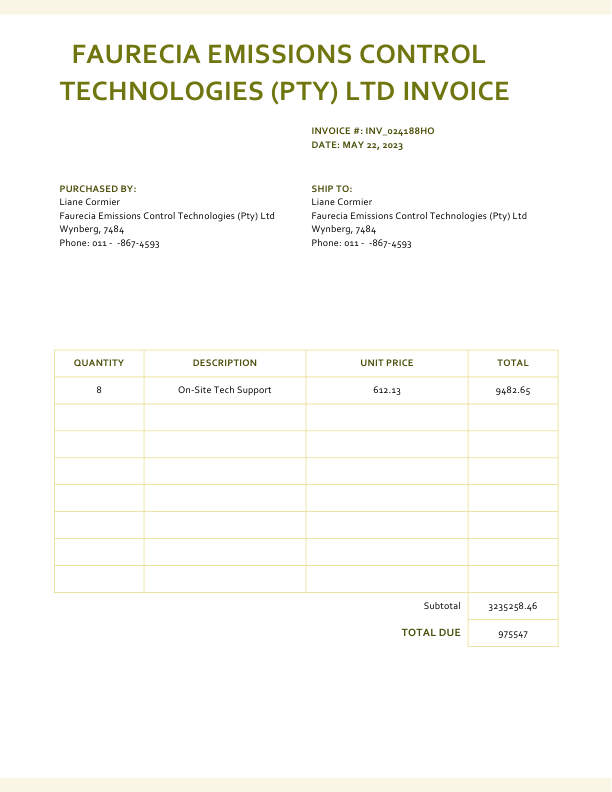 FAURECIA EMISSIONS CONTROL
TECHNOLOGIES (PTY) LTD INVOICE
INVOICE #: INV_024188HO
DATE: MAY 22, 2023
PURCHASED BY:
Liane Cormier
Faurecia Emissions Control Technologies (Pty) Ltd
Wynberg, 7484
Phone: 011 -  -867-4593
SHIP TO:
Liane Cormier
Faurecia Emissions Control Technologies (Pty) Ltd
Wynberg, 7484
Phone: 011 -  -867-4593
QUANTITY DESCRIPTION UNIT PRICE TOTAL
8 On-Site Tech Support 612.13 9482.65
Subtotal 3235258.46
TOTAL DUE 975547